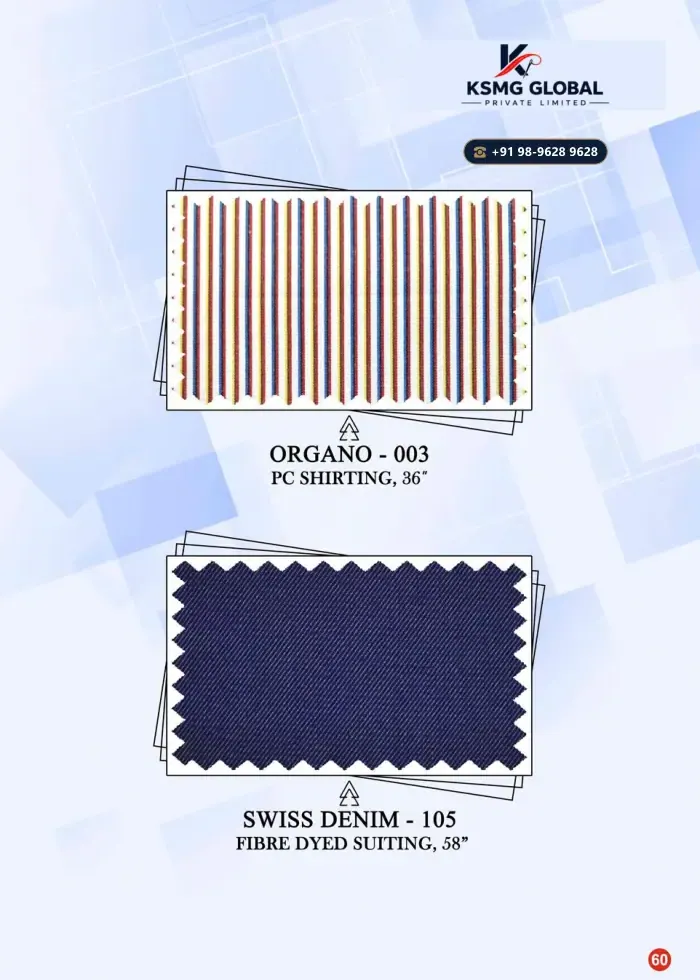 KSMG GLOBAL
PRIVATE LIMITED
+91 98-9628 9628
ORGANO - 003
PC SHIRTING, 36"
SWISS DENIM - 105
FIBRE DYED SUITING, 58”
60